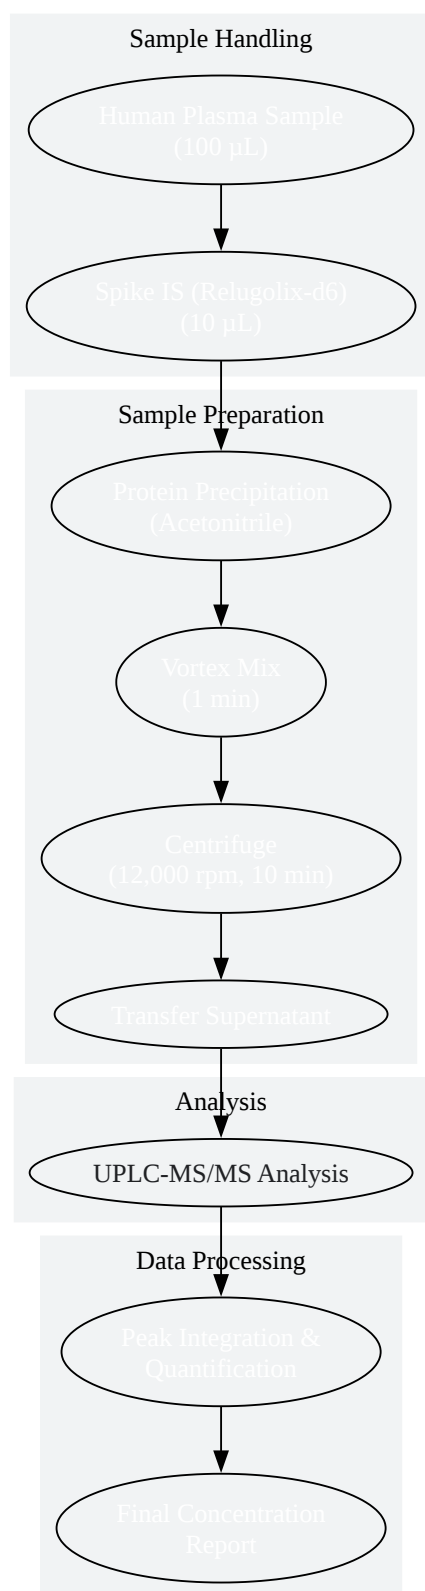 Sample Handling
Human Plasma Sample
(100 µL)
Spike IS (Relugolix-d6)
(10 µL)
Sample Preparation
Protein Precipitation
(Acetonitrile)
Vortex Mix
(1 min)
Centrifuge
(12,000 rpm, 10 min)
Transfer Supernatant
Analysis
UPLC-MS/MS Analysis
Data Processing
Peak Integration &
Quantification
Final Concentration
Report